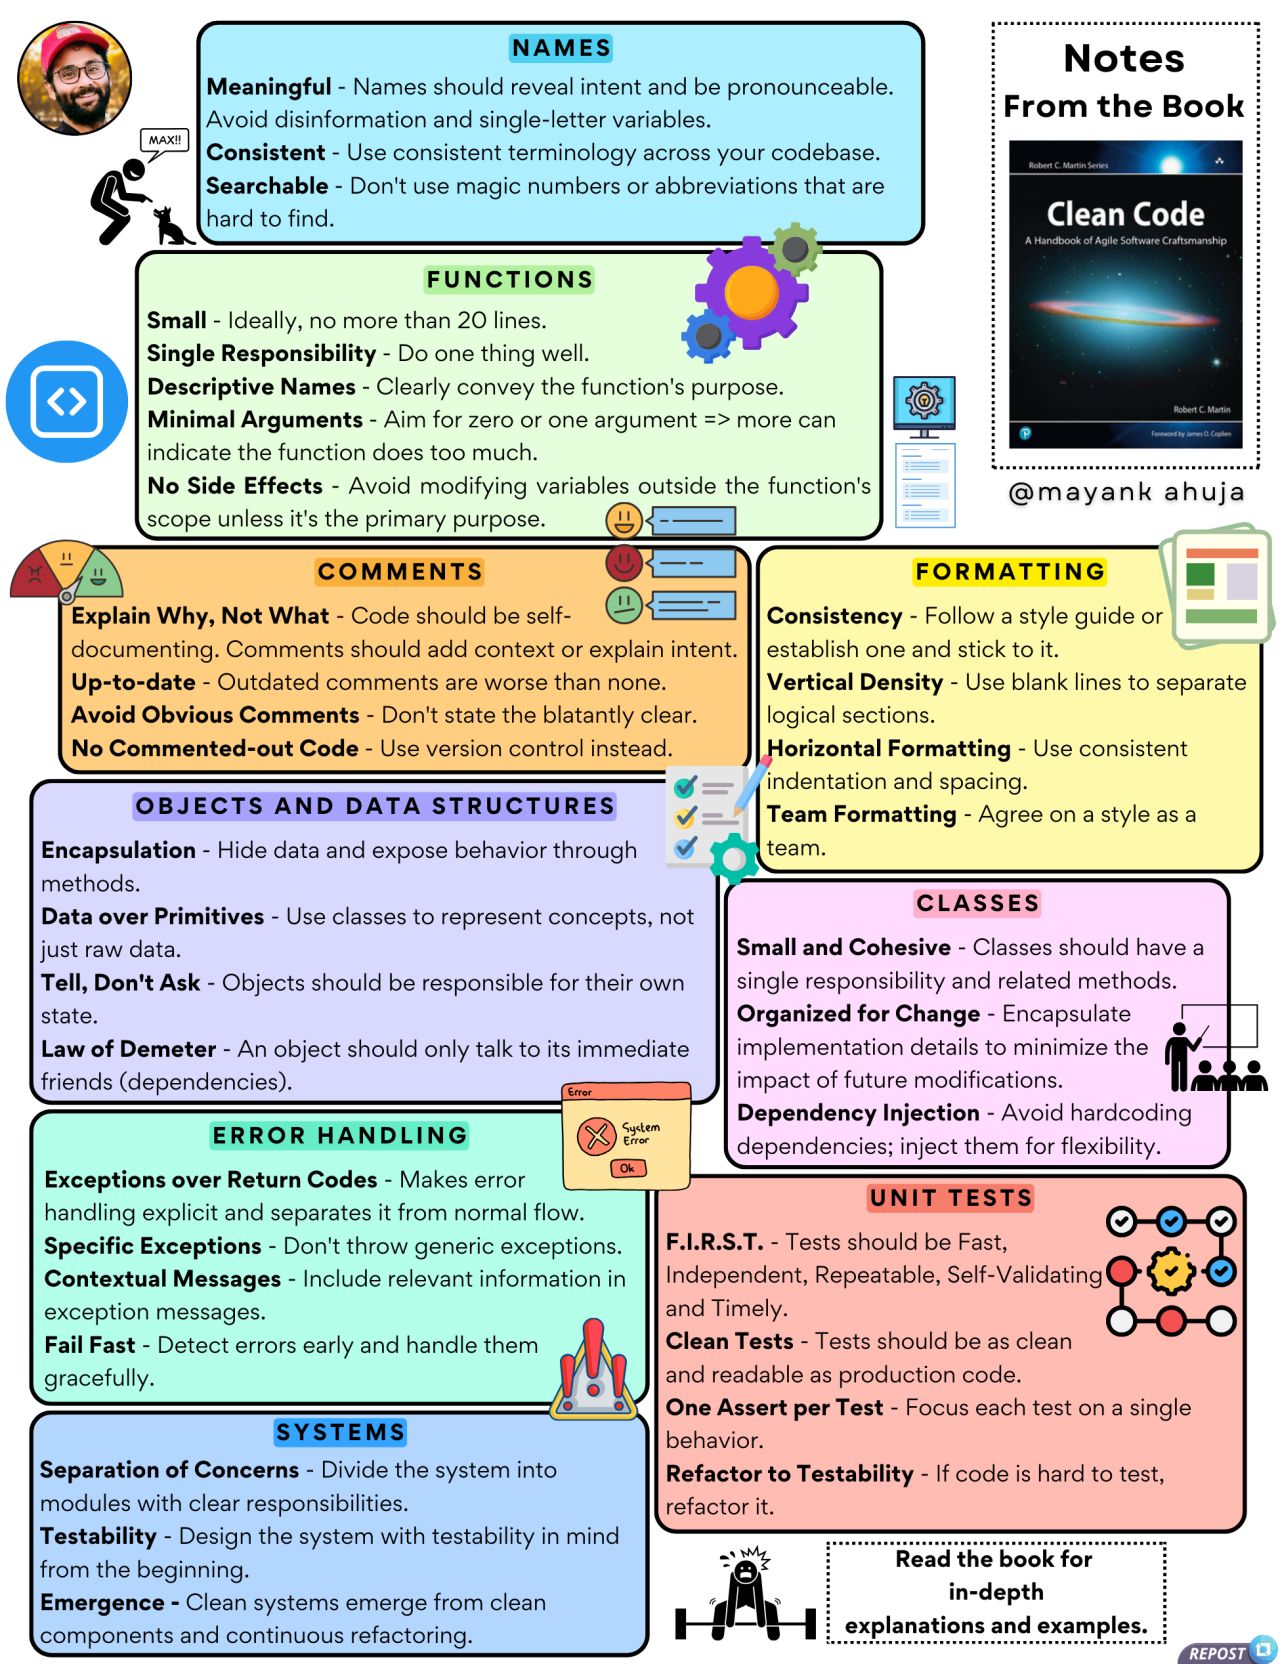 NAMES
Meaningful - Names should reveal intent and be pronounceable.
Avoid disinformation and single-letter variables.
Consistent - Use consistent terminology across your codebase.
Searchable - Don't use magic numbers or abbreviations that are
hard to find.
MAX!!
Notes
From the Book
Robert C. Martin Series
Clean Code
A Handbook of Agile Software Craftsmanship
Robert C. Martin
Foreword by James O. Coplien
@mayank ahuja
FUNCTIONS
Small - Ideally, no more than 20 lines.
Single Responsibility - Do one thing well.
Descriptive Names - Clearly convey the function's purpose.
Minimal Arguments - Aim for zero or one argument => more can
indicate the function does too much.
No Side Effects - Avoid modifying variables outside the function's
scope unless it's the primary purpose.
COMMENTS
Explain Why, Not What - Code should be self-
documenting. Comments should add context or explain intent.
Up-to-date - Outdated comments are worse than none.
Avoid Obvious Comments - Don't state the blatantly clear.
No Commented-out Code - Use version control instead.
FORMATTING
Consistency - Follow a style guide or
establish one and stick to it.
Vertical Density - Use blank lines to separate
logical sections.
Horizontal Formatting - Use consistent
indentation and spacing.
Team Formatting - Agree on a style as a
team.
OBJECTS AND DATA STRUCTURES
Encapsulation - Hide data and expose behavior through
methods.
Data over Primitives - Use classes to represent concepts, not
just raw data.
Tell, Don't Ask - Objects should be responsible for their own
state.
Law of Demeter - An object should only talk to its immediate
friends (dependencies).
CLASSES
Small and Cohesive - Classes should have a
single responsibility and related methods.
Organized for Change - Encapsulate
implementation details to minimize the
impact of future modifications.
Dependency Injection - Avoid hardcoding
dependencies; inject them for flexibility.
ERROR HANDLING
Exceptions over Return Codes - Makes error
handling explicit and separates it from normal flow.
Specific Exceptions - Don't throw generic exceptions.
Contextual Messages - Include relevant information in
exception messages.
Fail Fast - Detect errors early and handle them
gracefully.
Error
System
Error
Ok
UNIT TESTS
F.I.R.S.T. - Tests should be Fast,
Independent, Repeatable, Self-Validating
and Timely.
Clean Tests - Tests should be as clean
and readable as production code.
One Assert per Test - Focus each test on a single
behavior.
Refactor to Testability - If code is hard to test,
refactor it.
SYSTEMS
Separation of Concerns - Divide the system into
modules with clear responsibilities.
Testability - Design the system with testability in mind
from the beginning.
Emergence - Clean systems emerge from clean
components and continuous refactoring.
Read the book for
in-depth
explanations and examples.
REPOST